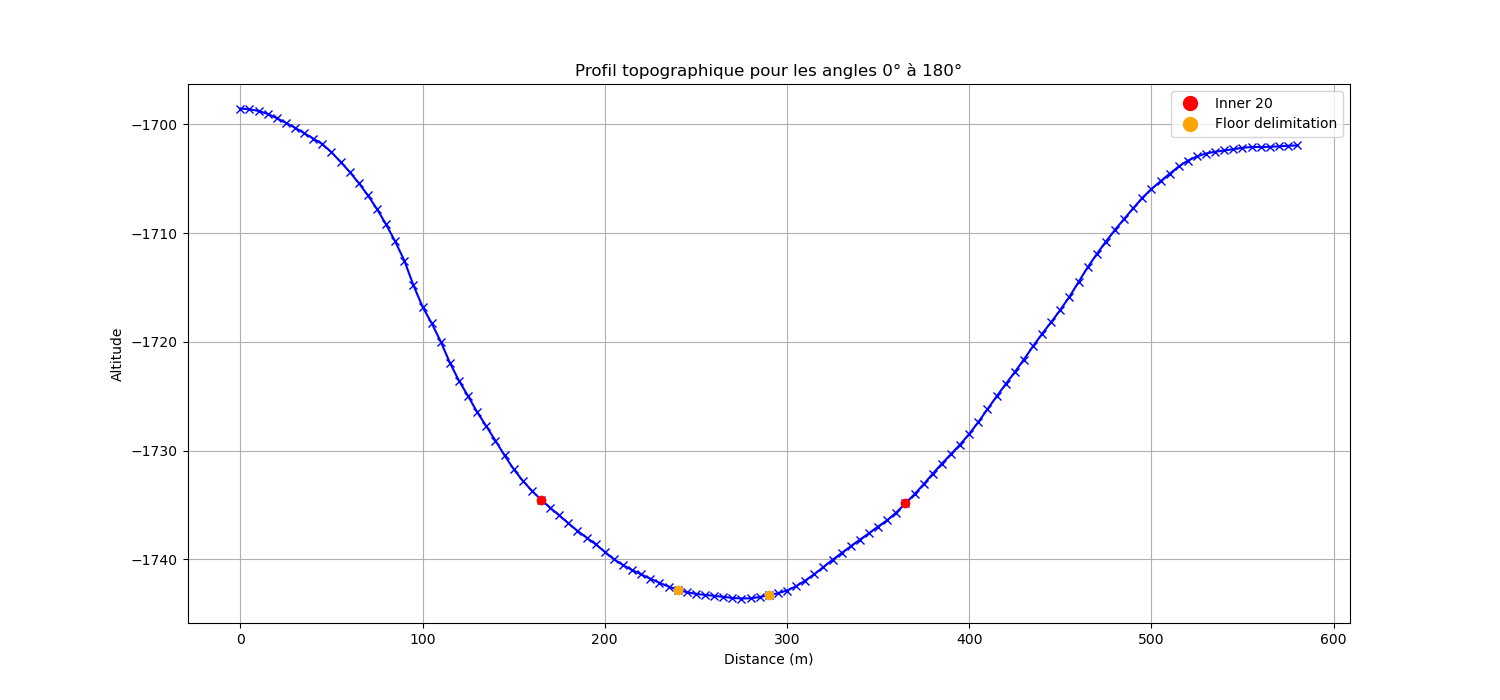 Profil topographique pour les angles 0° à 180°
Inner 20
Floor delimitation
Altitude
−1700
−1710
−1720
−1730
−1740
0 100 200 300 400 500 600
Distance (m)